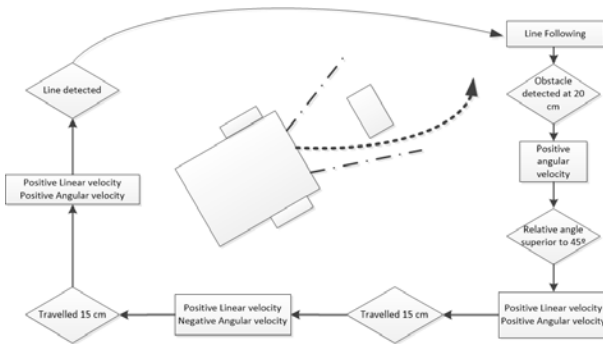 Line Following
Obstacle
detected at 20
cm
Positive
angular
velocity
Relative angle
superior to 45º
Positive Linear velocity
Positive Angular velocity
Travelled 15 cm
Positive Linear velocity
Negative Angular velocity
Travelled 15 cm
Positive Linear velocity
Positive Angular velocity
Line detected